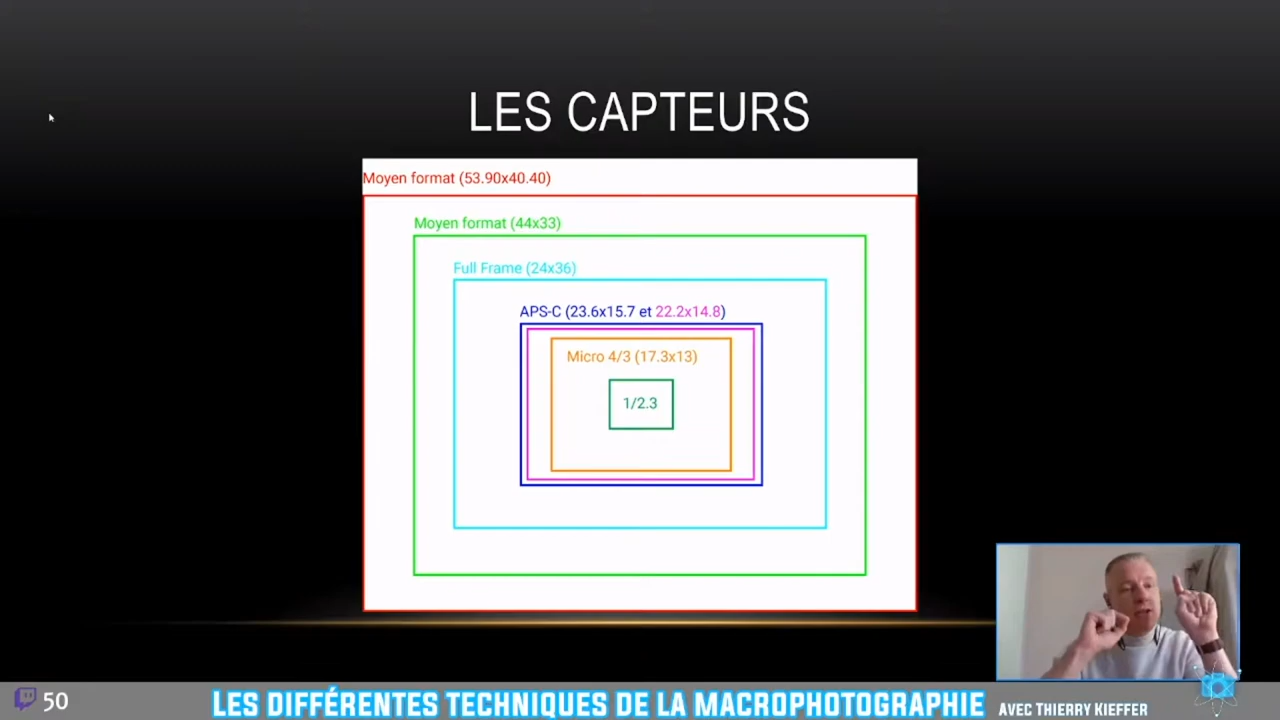 LES CAPTEURS
Moyen format (53.90x40.40)
Moyen format (44x33)
Full Frame (24x36)
APS-C (23.6x15.7 et 22.2x14.8)
Micro 4/3 (17.3x13)
1/2.3
50
LES DIFFÉRENTES TECHNIQUES DE LA MACROPHOTOGRAPHIE AVEC THIERRY KIEFFER